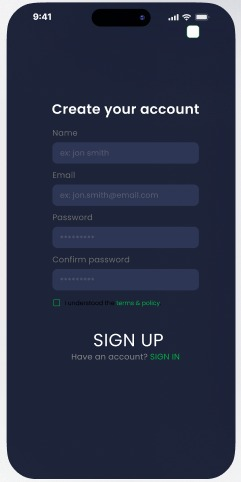 9:41
Create your account
Name
ex: jon smith
Email
ex: jon.smith@email.com
Password
*********
Confirm password
*********
I understood the terms & policy.
SIGN UP
Have an account? SIGN IN